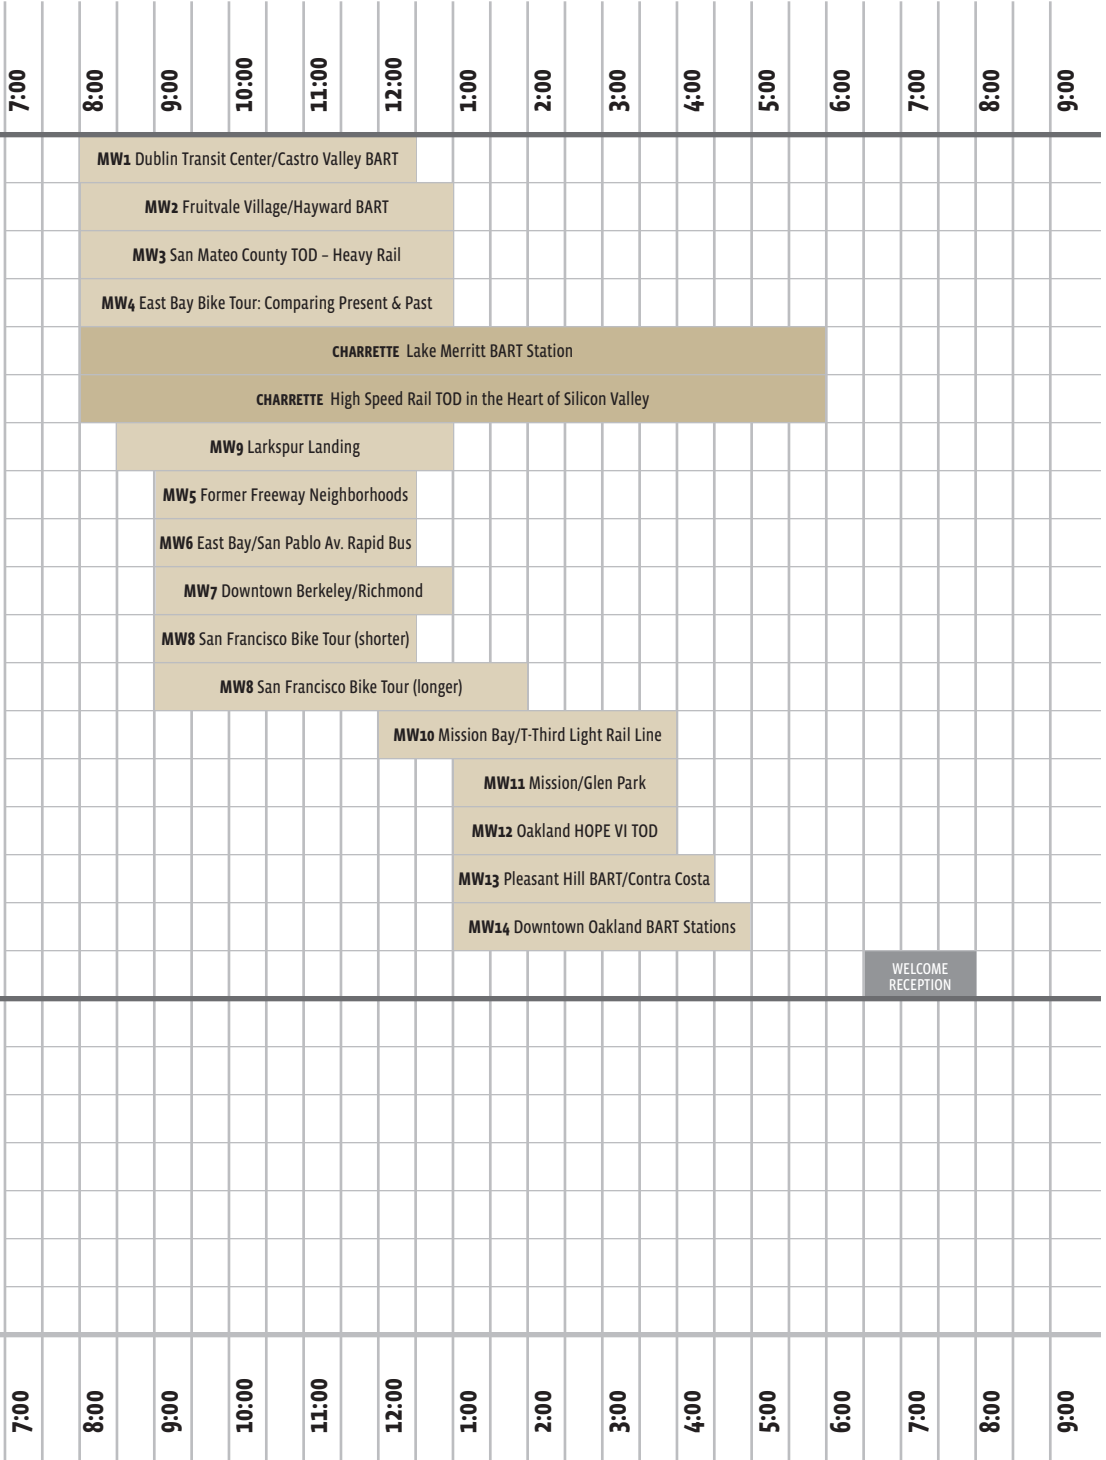 7:00 8:00 9:00 10:00 11:00 12:00 1:00 2:00 3:00 4:00 5:00 6:00 7:00 8:00 9:00
MW1 Dublin Transit Center/Castro Valley BART
MW2 Fruitvale Village/Hayward BART
MW3 San Mateo County TOD – Heavy Rail
MW4 East Bay Bike Tour: Comparing Present & Past
CHARRETTE Lake Merritt BART Station
CHARRETTE High Speed Rail TOD in the Heart of Silicon Valley
MW9 Larkspur Landing
MW5 Former Freeway Neighborhoods
MW6 East Bay/San Pablo Av. Rapid Bus
MW7 Downtown Berkeley/Richmond
MW8 San Francisco Bike Tour (shorter)
MW8 San Francisco Bike Tour (longer)
MW10 Mission Bay/T-Third Light Rail Line
MW11 Mission/Glen Park
MW12 Oakland HOPE VI TOD
MW13 Pleasant Hill BART/Contra Costa
MW14 Downtown Oakland BART Stations
WELCOME
RECEPTION
7:00 8:00 9:00 10:00 11:00 12:00 1:00 2:00 3:00 4:00 5:00 6:00 7:00 8:00 9:00